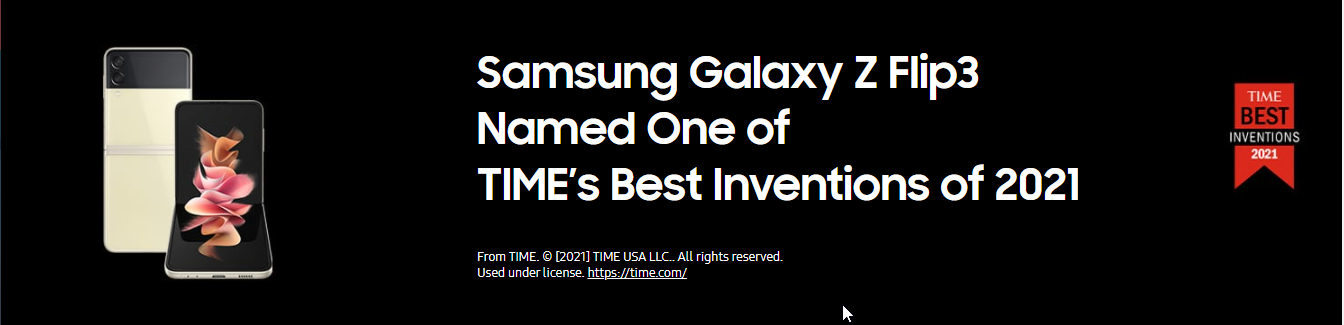 Samsung Galaxy Z Flip3
Named One of
TIME’s Best Inventions of 2021
From TIME. © [2021] TIME USA LLC.. All rights reserved.
Used under license. https://time.com/
TIME
BEST
INVENTIONS
2021